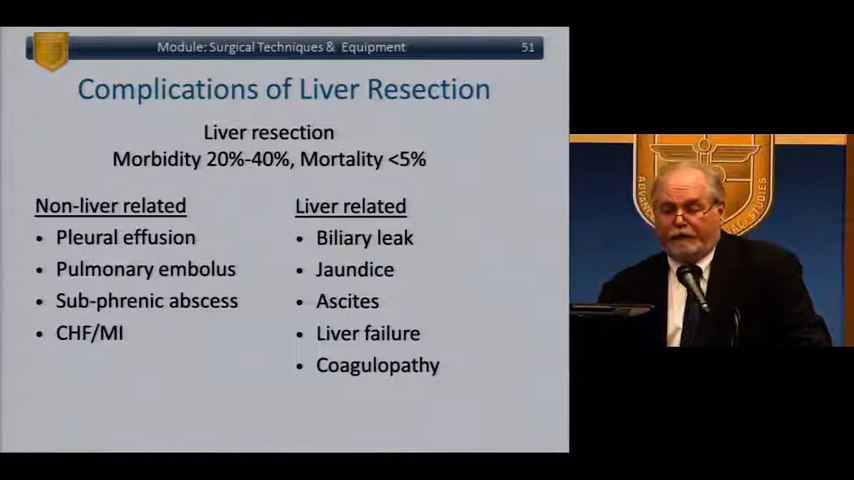 Module: Surgical Techniques & Equipment 51
Complications of Liver Resection
Liver resection
Morbidity 20%-40%, Mortality <5%
Non-liver related
• Pleural effusion
• Pulmonary embolus
• Sub-phrenic abscess
• CHF/MI
Liver related
• Biliary leak
• Jaundice
• Ascites
• Liver failure
• Coagulopathy